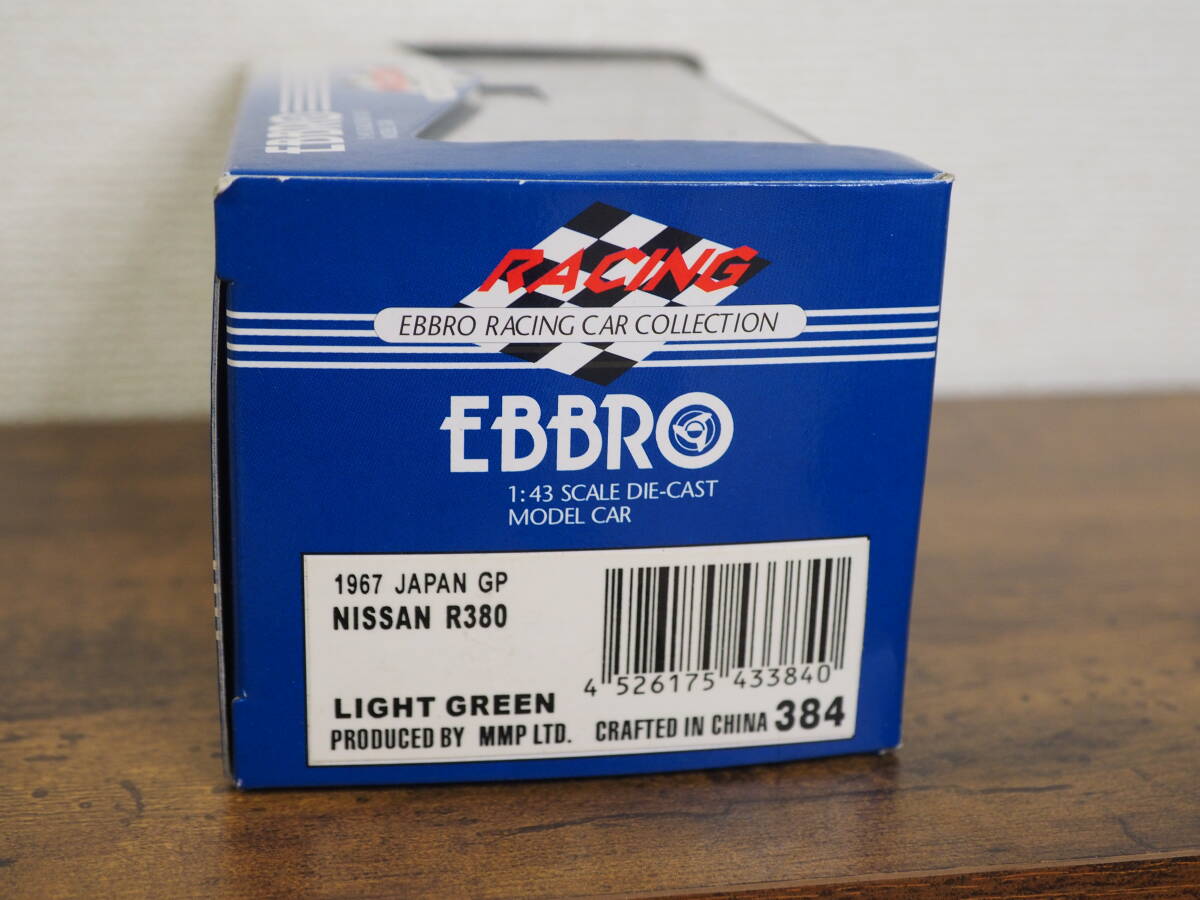 EBBRO
RACING
EBBRO RACING CAR COLLECTION
EBBRO
1:43 SCALE DIE-CAST
MODEL CAR
1967 JAPAN GP
NISSAN R380
4 526175 433840
LIGHT GREEN
PRODUCED BY MMP LTD. CRAFTED IN CHINA 384